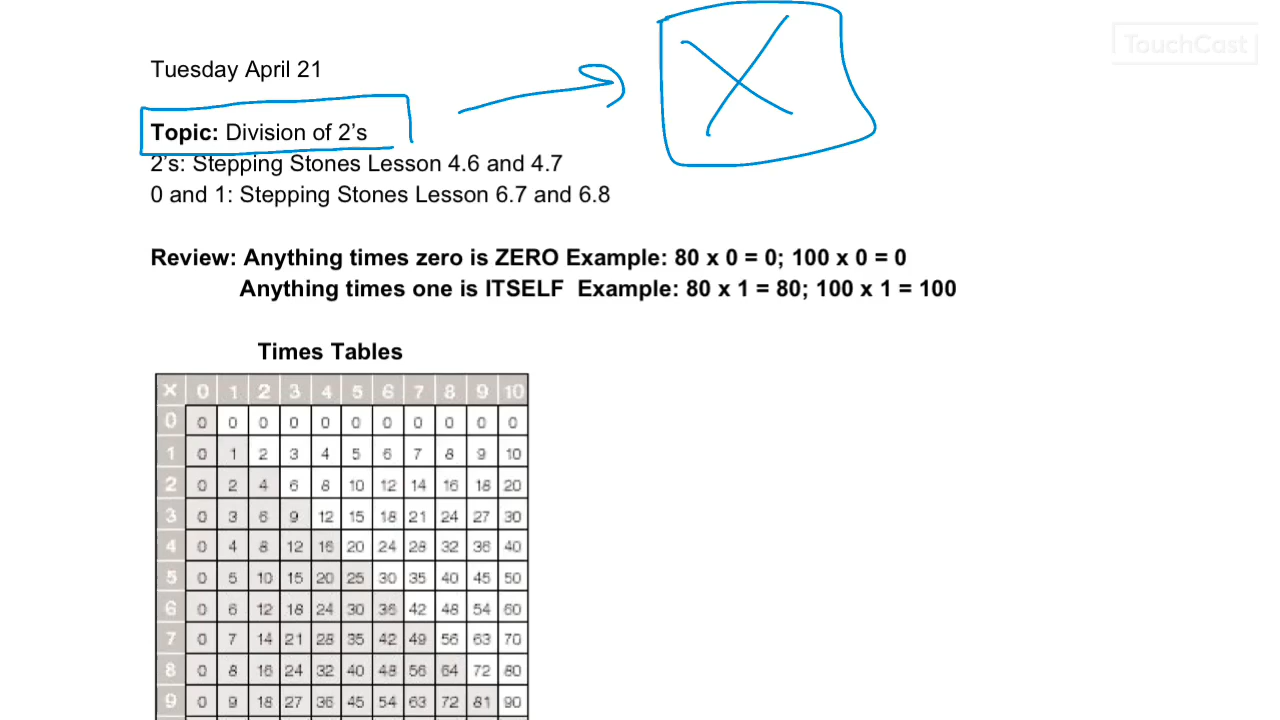 TouchCast
Tuesday April 21
X
Topic: Division of 2's
2's: Stepping Stones Lesson 4.6 and 4.7
0 and 1: Stepping Stones Lesson 6.7 and 6.8
Review: Anything times zero is ZERO Example: 80 x 0 = 0; 100 x 0 = 0
Anything times one is ITSELF Example: 80 x 1 = 80; 100 x 1 = 100
Times Tables
X 0 1 2 3 4 5 6 7 8 9 10
0 0 0 0 0 0 0 0 0 0 0 0
1 0 1 2 3 4 5 6 7 8 9 10
2 0 2 4 6 8 10 12 14 16 18 20
3 0 3 6 9 12 15 18 21 24 27 30
4 0 4 8 12 16 20 24 28 32 36 40
5 0 5 10 15 20 25 30 35 40 45 50
6 0 6 12 18 24 30 36 42 48 54 60
7 0 7 14 21 28 35 42 49 56 63 70
8 0 8 16 24 32 40 48 56 64 72 80
9 0 9 18 27 36 45 54 63 72 81 90